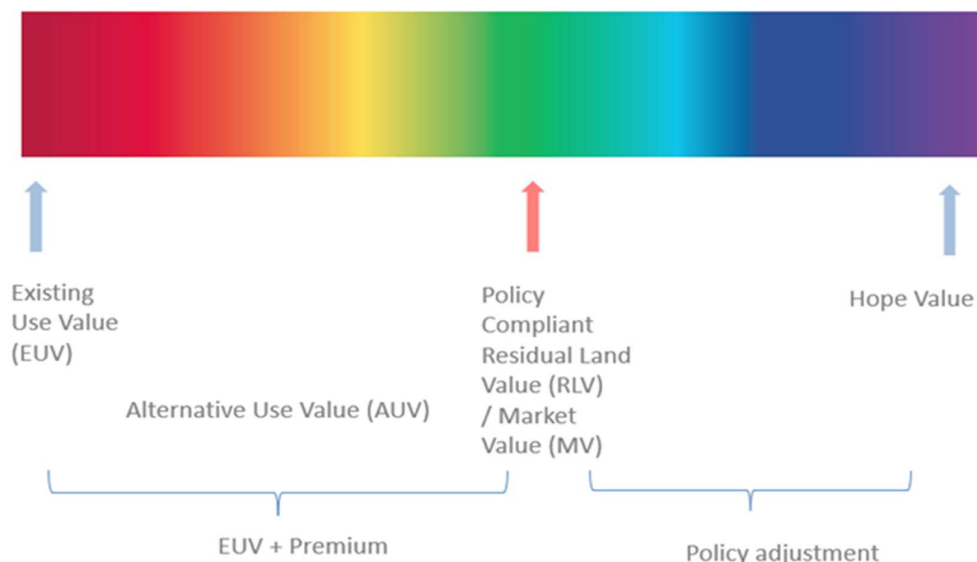 Existing
Use Value
(EUV)
Policy
Compliant
Residual Land
Value (RLV)
/ Market
Value (MV)
Hope Value
Alternative Use Value (AUV)
EUV + Premium
Policy adjustment